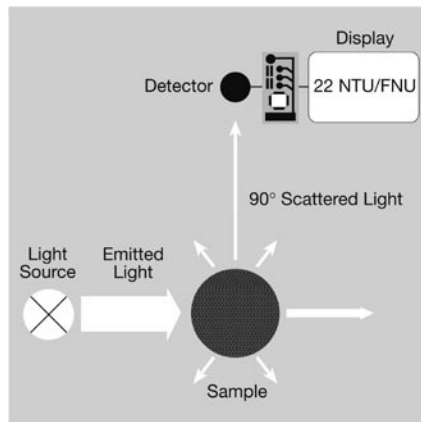 Display
Detector
22 NTU/FNU
90° Scattered Light
Light
Source
Emitted
Light
Sample